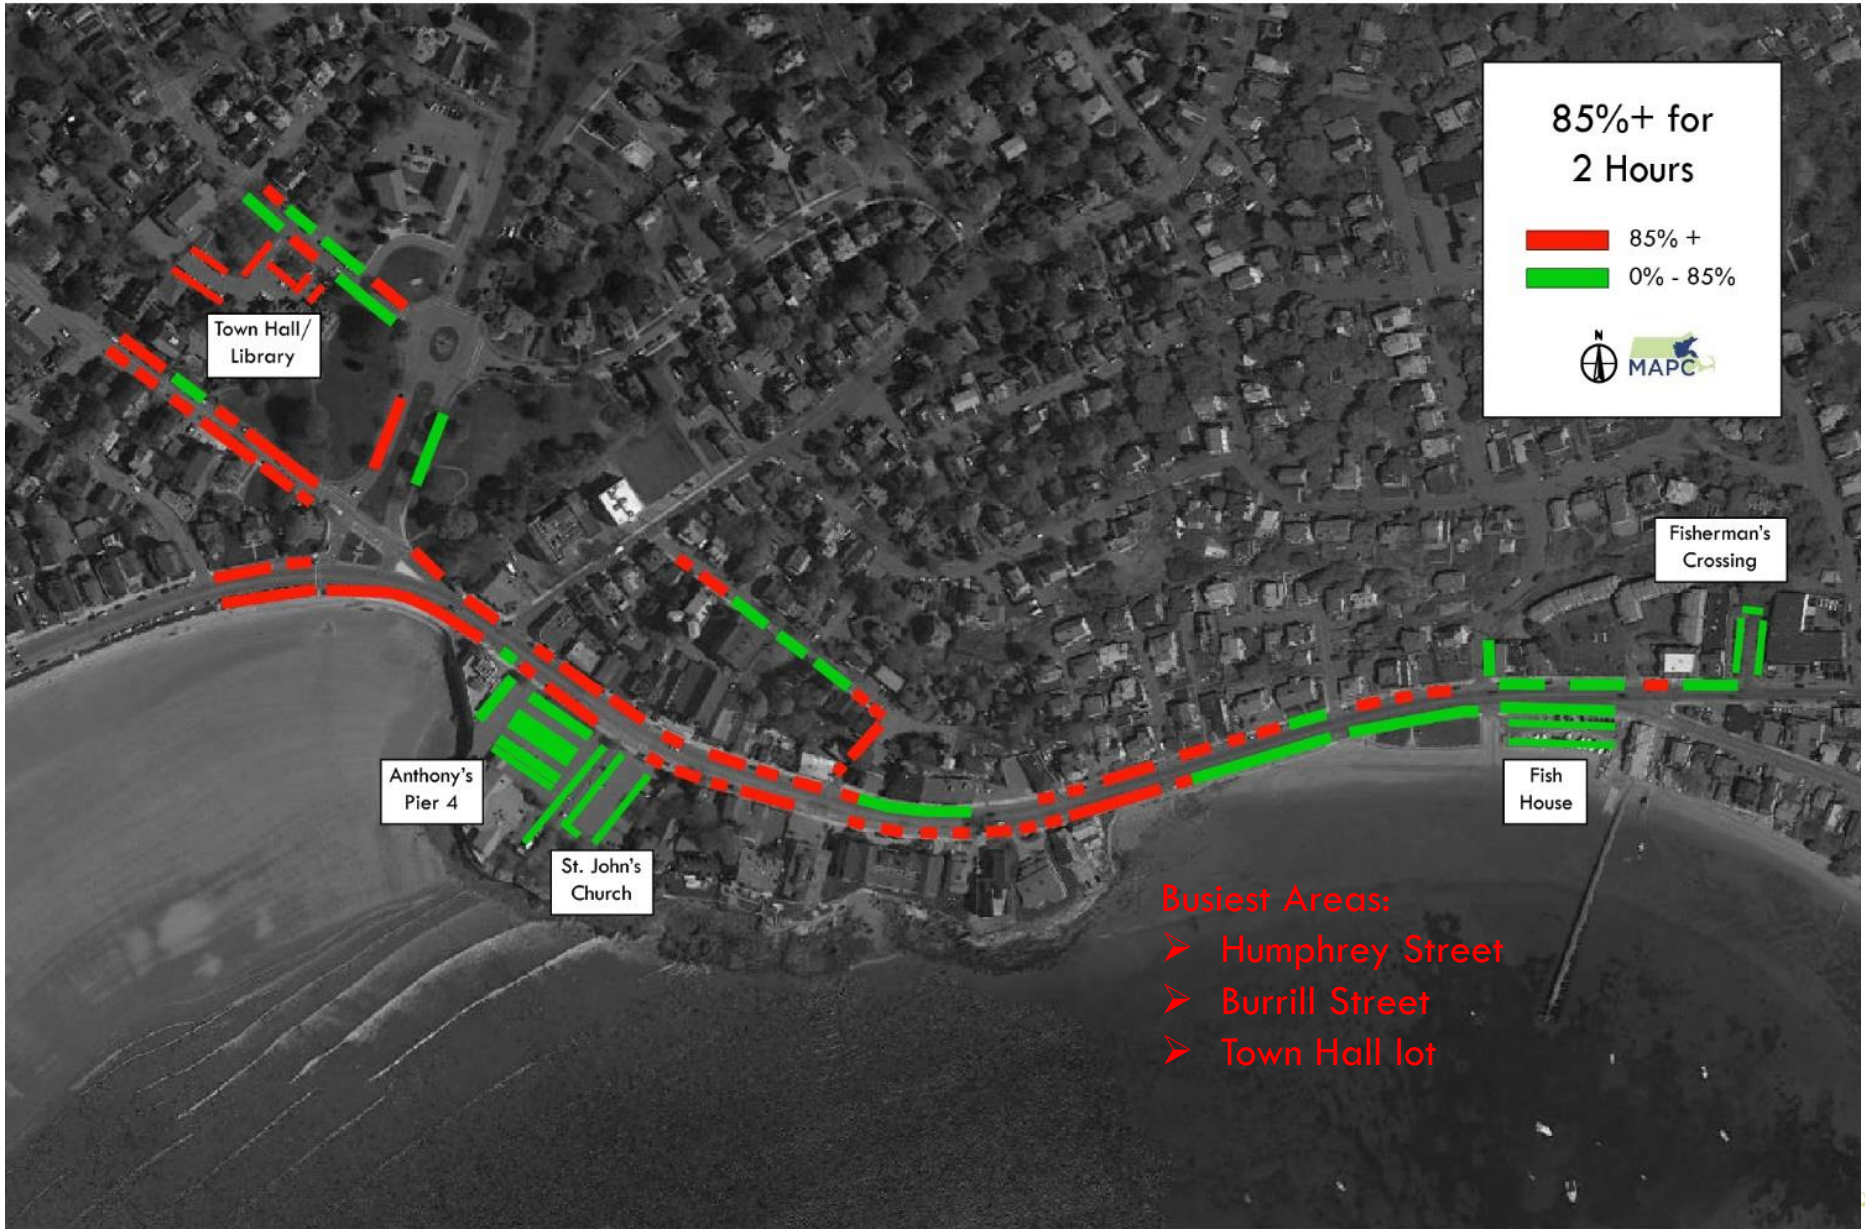 85%+ for
2 Hours
85% +
0% - 85%
N
MAPC
Town Hall/
Library
Fisherman's
Crossing
Anthony's
Pier 4
Fish
House
St. John's
Church
Busiest Areas:
➢ Humphrey Street
➢ Burrill Street
➢ Town Hall lot